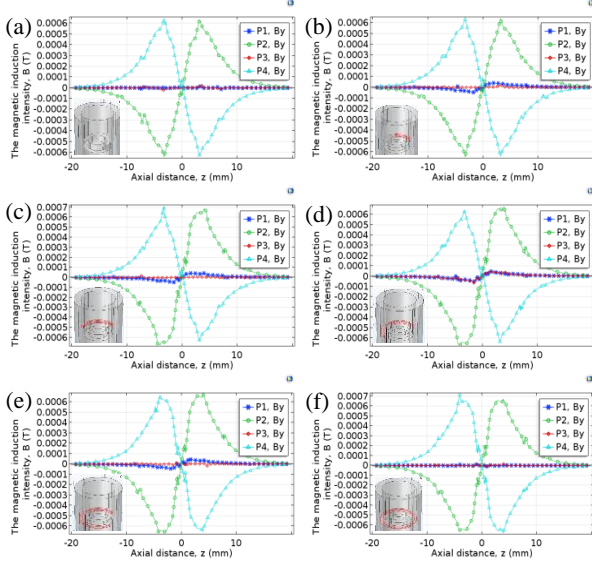 (a)
The magnetic induction
intensity, B (T)
0.0006
0.0005
0.0004
0.0003
0.0002
0.0001
0
-0.0001
-0.0002
-0.0003
-0.0004
-0.0005
-0.0006
P1, By
P2, By
P3, By
P4, By
-20 -10 0 10 20
Axial distance, z (mm)
(b)
The magnetic induction
intensity, B (T)
0.0006
0.0005
0.0004
0.0003
0.0002
0.0001
0
-0.0001
-0.0002
-0.0003
-0.0004
-0.0005
-0.0006
P1, By
P2, By
P3, By
P4, By
-20 -10 0 10 20
Axial distance, z (mm)
(c)
The magnetic induction
intensity, B (T)
0.0007
0.0006
0.0005
0.0004
0.0003
0.0002
0.0001
0
-0.0001
-0.0002
-0.0003
-0.0004
-0.0005
-0.0006
P1, By
P2, By
P3, By
P4, By
-20 -10 0 10 20
Axial distance, z (mm)
(d)
The magnetic induction
intensity, B (T)
0.0006
0.0005
0.0004
0.0003
0.0002
0.0001
0
-0.0001
-0.0002
-0.0003
-0.0004
-0.0005
-0.0006
P1, By
P2, By
P3, By
P4, By
-20 -10 0 10 20
Axial distance, z (mm)
(e)
The magnetic induction
intensity, B (T)
0.0006
0.0005
0.0004
0.0003
0.0002
0.0001
0
-0.0001
-0.0002
-0.0003
-0.0004
-0.0005
-0.0006
P1, By
P2, By
P3, By
P4, By
-20 -10 0 10 20
Axial distance, z (mm)
(f)
The magnetic induction
intensity, B (T)
0.0007
0.0006
0.0005
0.0004
0.0003
0.0002
0.0001
0
-0.0001
-0.0002
-0.0003
-0.0004
-0.0005
-0.0006
P1, By
P2, By
P3, By
P4, By
-20 -10 0 10 20
Axial distance, z (mm)